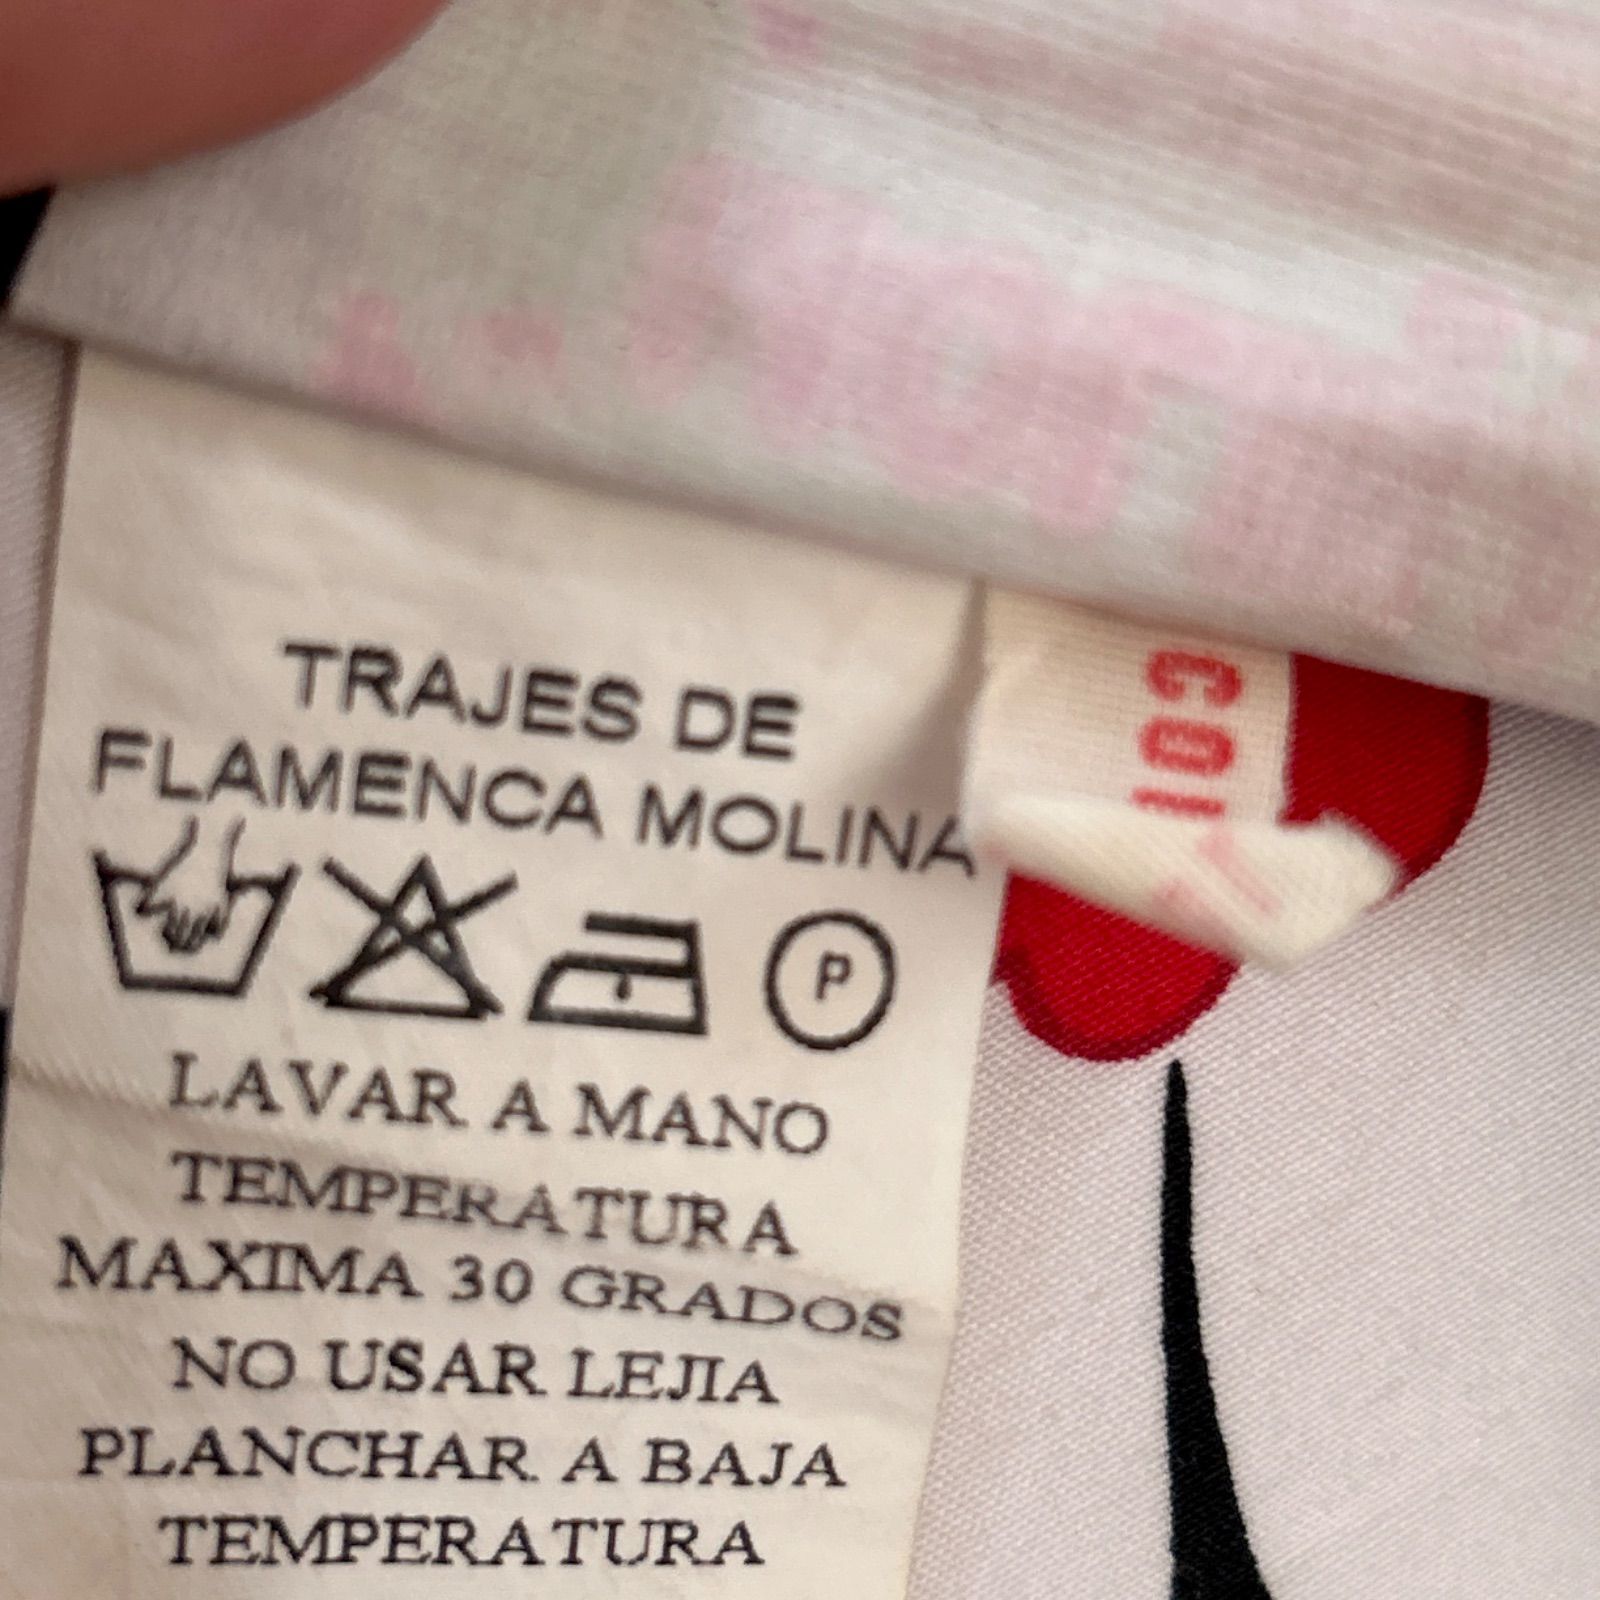 TRAJES DE
FLAMENCA MOLINA
P
LAVAR A MANO
TEMPERATURA
MAXIMA 30 GRADOS
NO USAR LEJIA
PLANCHAR A BAJA
TEMPERATURA